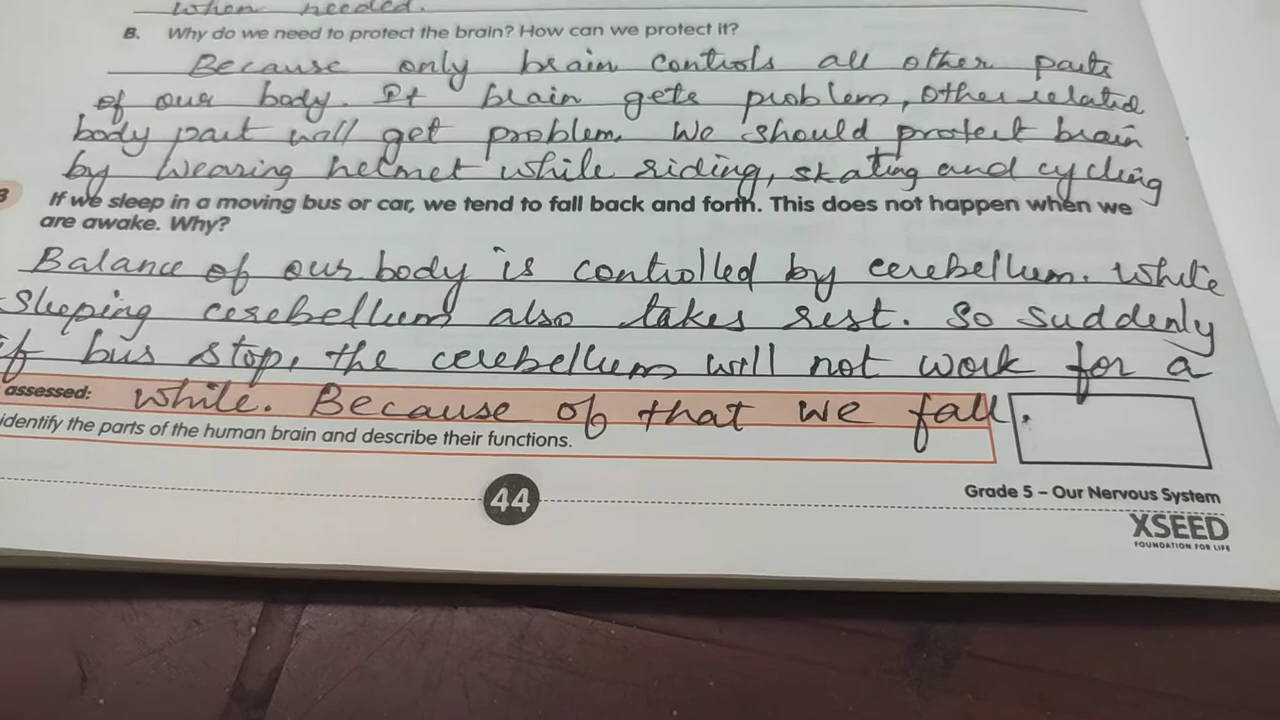 when needed.
B. Why do we need to protect the brain? How can we protect it?
Because only brain controls all other parts
of our body. If brain gets problem, other related
body part will get problem. We should protect brain
by wearing helmet while riding, skating and cycling
3 If we sleep in a moving bus or car, we tend to fall back and forth. This does not happen when we
are awake. Why?
Balance of our body is controlled by cerebellum. While
sleeping cerebellum also takes rest. So suddenly
if bus stop, the cerebellum will not work for a
assessed: while. Because of that we fall.
identify the parts of the human brain and describe their functions.
44
Grade 5 – Our Nervous System
XSEED
FOUNDATION FOR LIFE